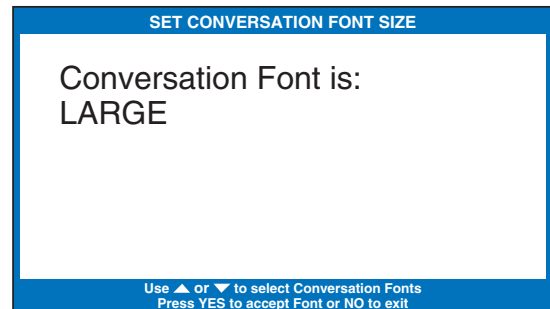 SET CONVERSATION FONT SIZE
Conversation Font is:
LARGE
Use ▲ or ▼ to select Conversation Fonts
Press YES to accept Font or NO to exit